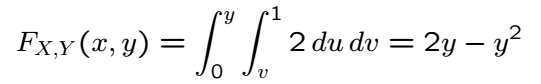 F_{X,Y}(x, y) = \int_0^y \int_v^1 2 \, du \, dv = 2y - y^2